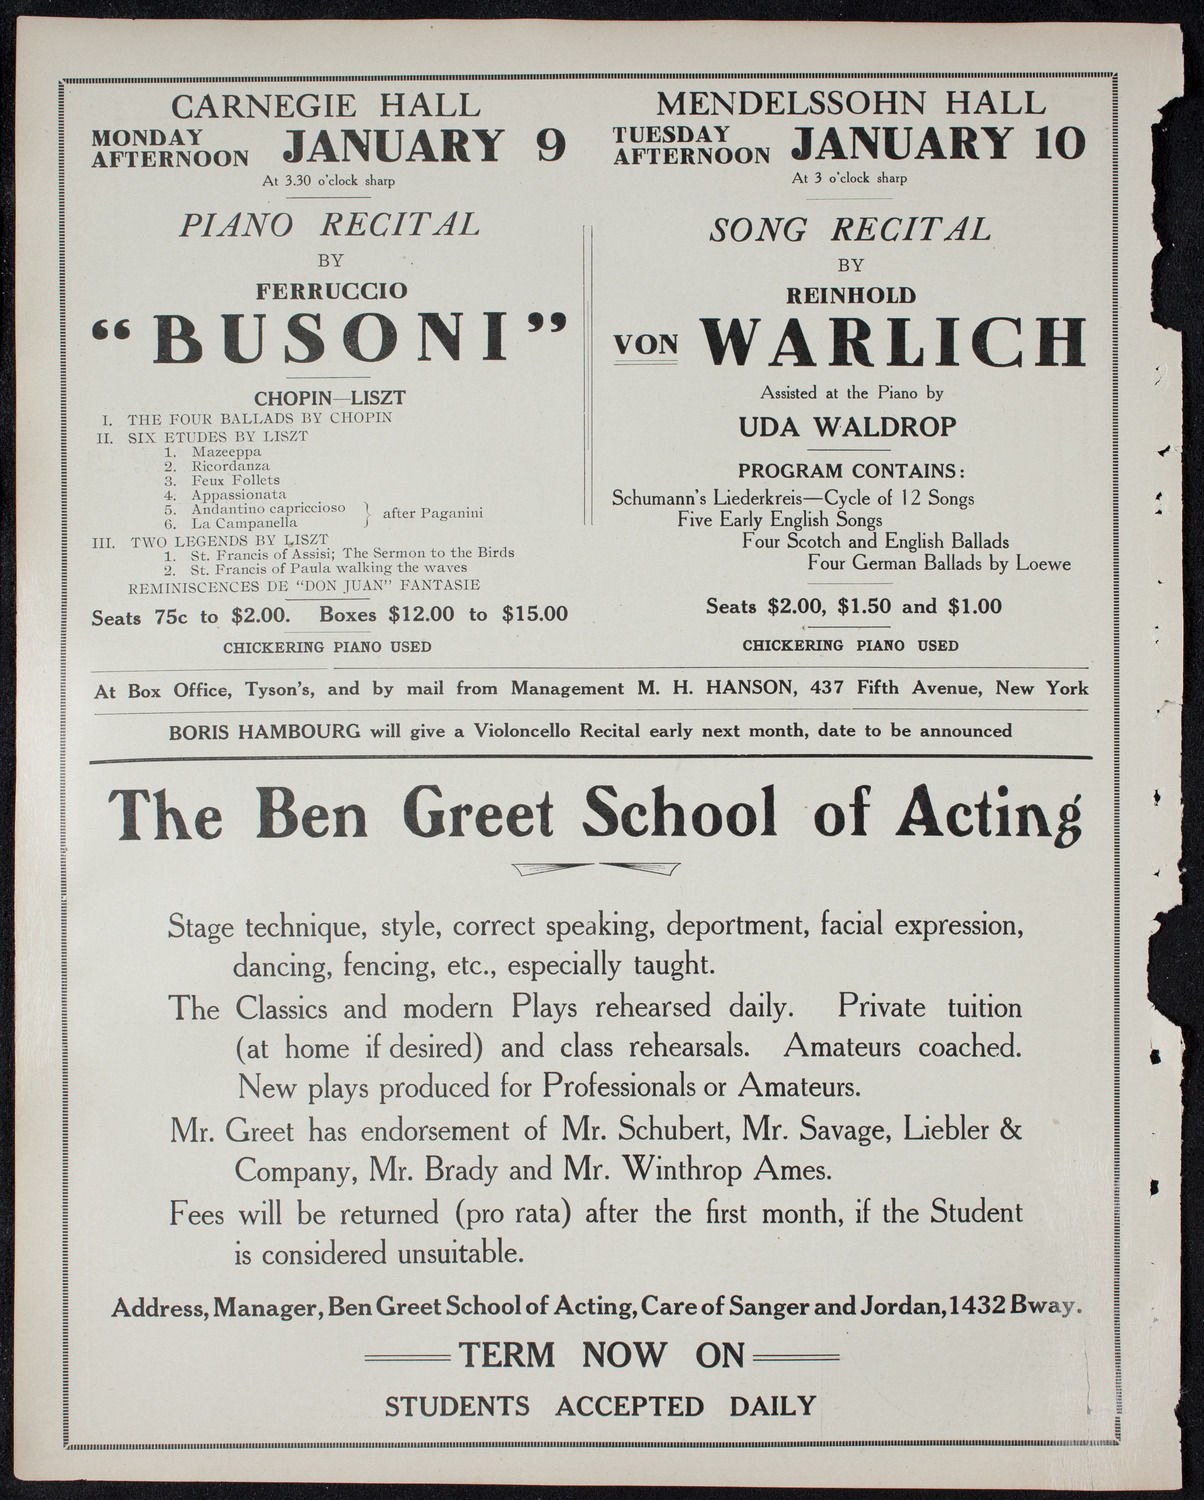 CARNEGIE HALL
MONDAY AFTERNOON JANUARY 9
At 3.30 o'clock sharp
PIANO RECITAL
BY
FERRUCCIO
"BUSONI"
CHOPIN—LISZT
I. THE FOUR BALLADS BY CHOPIN
II. SIX ETUDES BY LISZT
1. Mazeeppa
2. Ricordanza
3. Feux Follets
4. Appassionata
5. Andantino capriccioso
6. La Campanella } after Paganini
III. TWO LEGENDS BY LISZT
1. St. Francis of Assisi; The Sermon to the Birds
2. St. Francis of Paula walking the waves
REMINISCENCES DE "DON JUAN" FANTASIE
Seats 75c to $2.00. Boxes $12.00 to $15.00
CHICKERING PIANO USED
MENDELSSOHN HALL
TUESDAY AFTERNOON JANUARY 10
At 3 o'clock sharp
SONG RECITAL
BY
REINHOLD
VON WARLICH
Assisted at the Piano by
UDA WALDROP
PROGRAM CONTAINS:
Schumann's Liederkreis—Cycle of 12 Songs
Five Early English Songs
Four Scotch and English Ballads
Four German Ballads by Loewe
Seats $2.00, $1.50 and $1.00
CHICKERING PIANO USED
At Box Office, Tyson's, and by mail from Management M. H. HANSON, 437 Fifth Avenue, New York
BORIS HAMBOURG will give a Violoncello Recital early next month, date to be announced
The Ben Greet School of Acting
Stage technique, style, correct speaking, deportment, facial expression,
dancing, fencing, etc., especially taught.
The Classics and modern Plays rehearsed daily. Private tuition
(at home if desired) and class rehearsals. Amateurs coached.
New plays produced for Professionals or Amateurs.
Mr. Greet has endorsement of Mr. Schubert, Mr. Savage, Liebler &
Company, Mr. Brady and Mr. Winthrop Ames.
Fees will be returned (pro rata) after the first month, if the Student
is considered unsuitable.
Address, Manager, Ben Greet School of Acting, Care of Sanger and Jordan, 1432 Bway.
TERM NOW ON
STUDENTS ACCEPTED DAILY